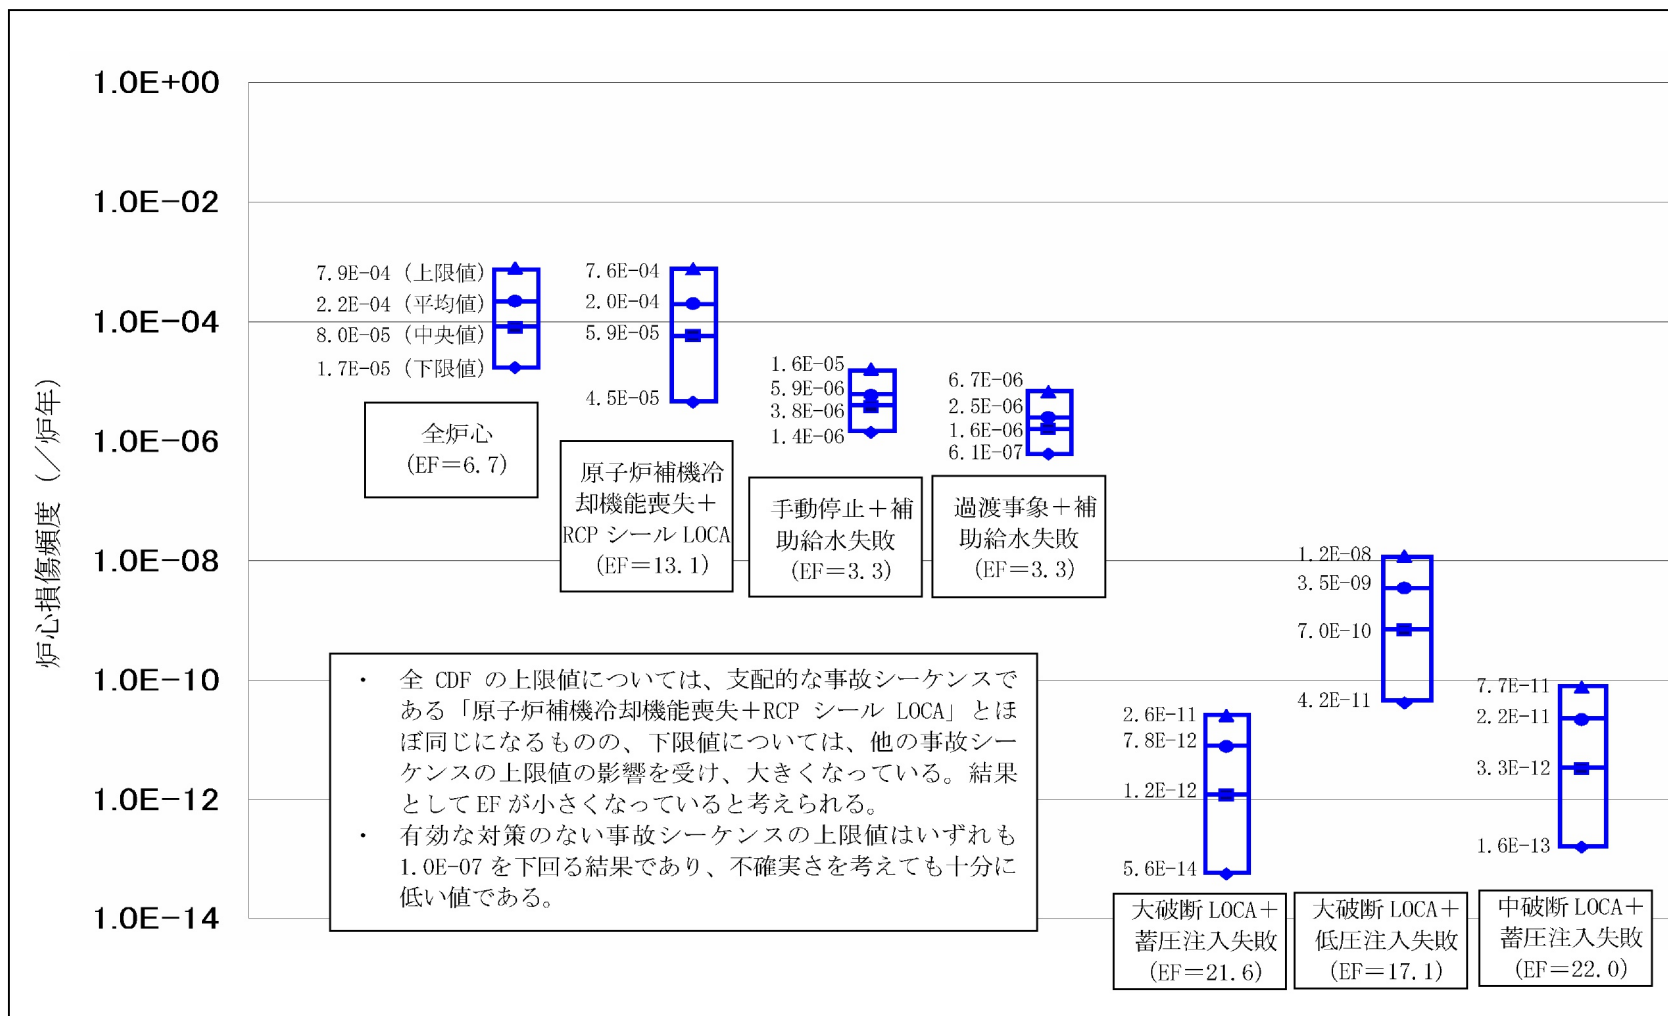 1.0E+00
1.0E−02
1.0E−04
1.0E−06
1.0E−08
1.0E−10
1.0E−12
1.0E−14
炉心損傷頻度（／炉年）
7.9E-04（上限値）
2.2E-04（平均値）
8.0E-05（中央値）
1.7E-05（下限値）
全炉心
(EF＝6.7)
7.6E-04
2.0E-04
5.9E-05
4.5E-05
原子炉補機冷
却機能喪失＋
RCP シール LOCA
(EF＝13.1)
1.6E-05
5.9E-06
3.8E-06
1.4E-06
手動停止＋補
助給水失敗
(EF＝3.3)
6.7E-06
2.5E-06
1.6E-06
6.1E-07
過渡事象＋補
助給水失敗
(EF＝3.3)
・ 全 CDF の上限値については、支配的な事故シーケンスで
ある「原子炉補機冷却機能喪失＋RCP シール LOCA」とほ
ぼ同じになるものの、下限値については、他の事故シー
ケンスの上限値の影響を受け、大きくなっている。結果
として EF が小さくなっていると考えられる。
・ 有効な対策のない事故シーケンスの上限値はいずれも
1.0E-07 を下回る結果であり、不確実さを考えても十分に
低い値である。
2.6E-11
7.8E-12
1.2E-12
5.6E-14
大破断 LOCA＋
蓄圧注入失敗
(EF＝21.6)
1.2E-08
3.5E-09
7.0E-10
4.2E-11
大破断 LOCA＋
低圧注入失敗
(EF＝17.1)
7.7E-11
2.2E-11
3.3E-12
1.6E-13
中破断 LOCA＋
蓄圧注入失敗
(EF＝22.0)